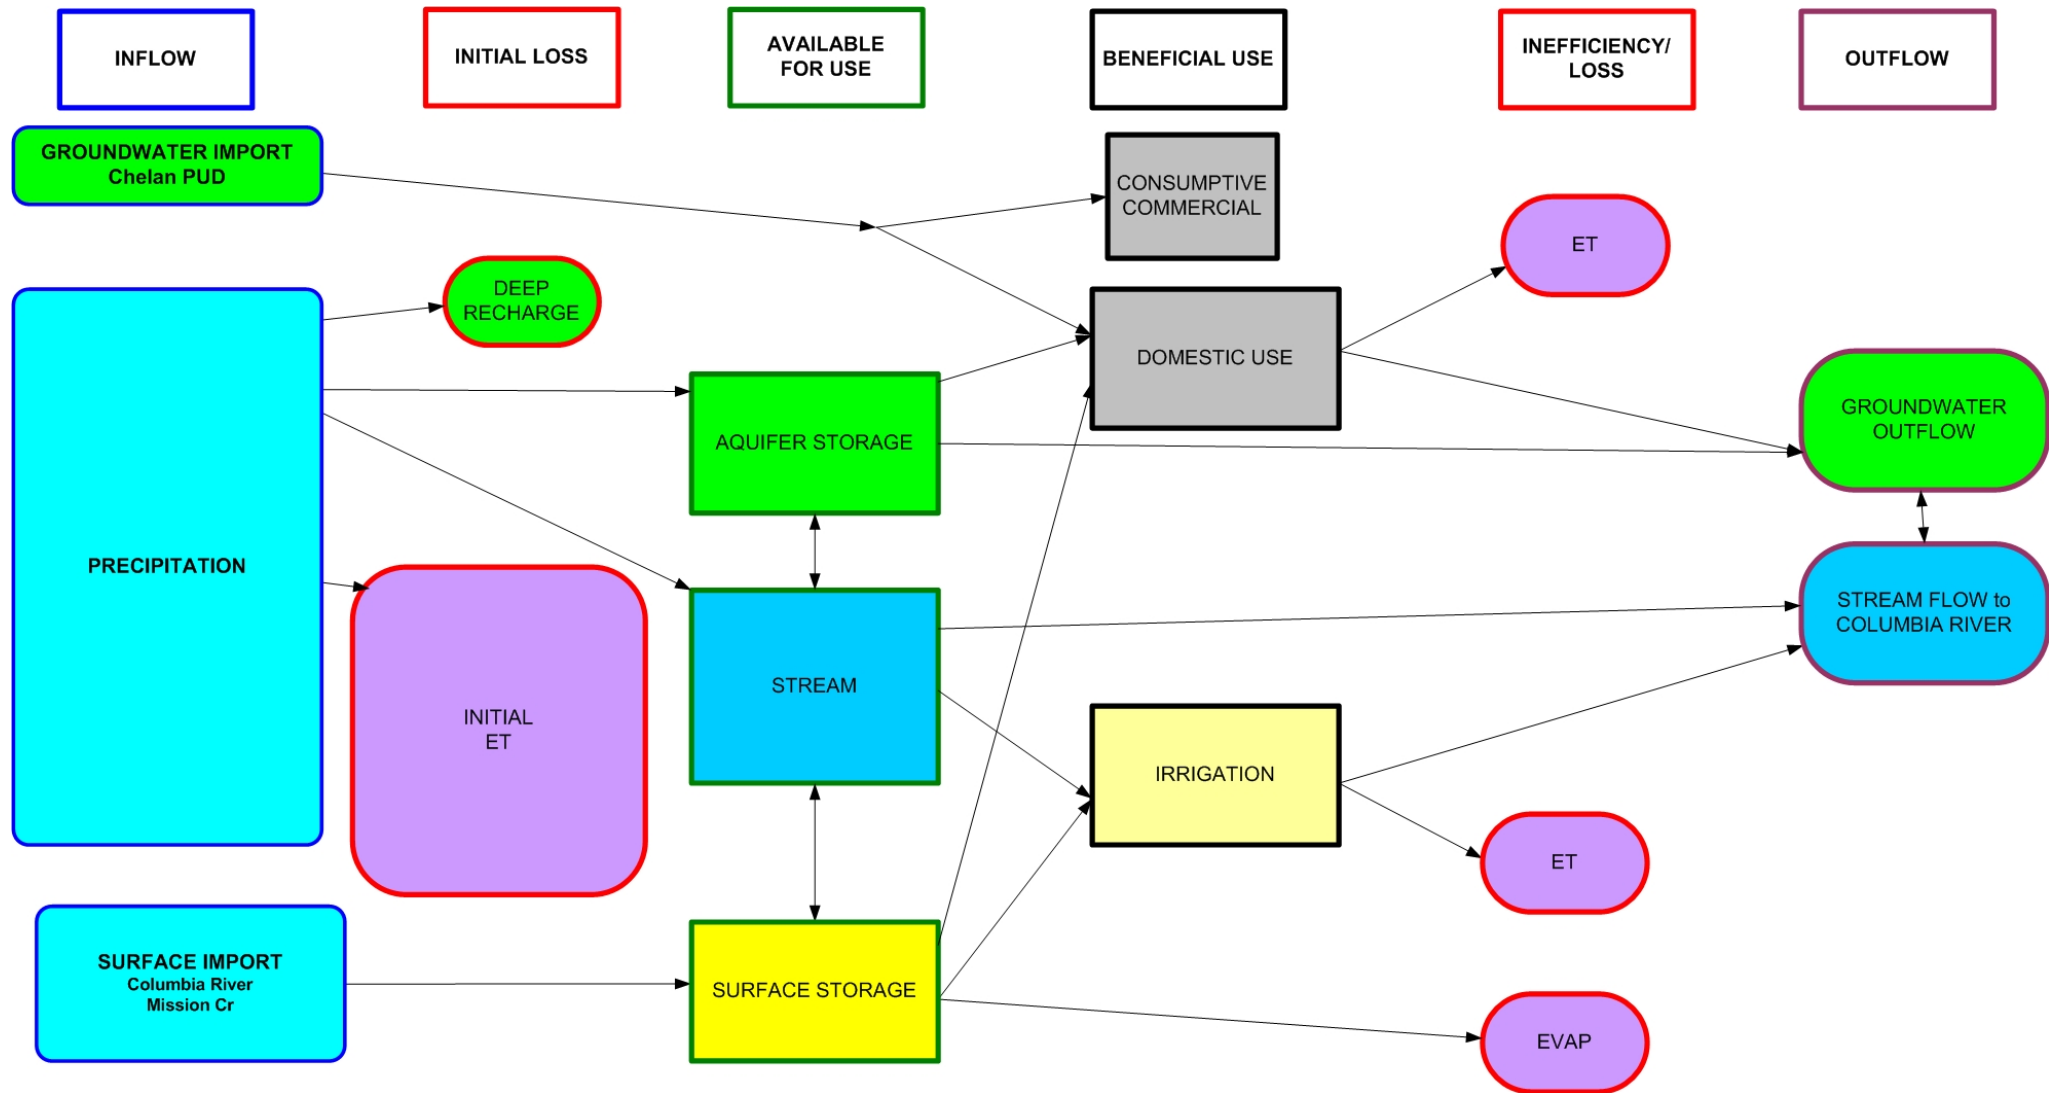 INFLOW
INITIAL LOSS
AVAILABLE
FOR USE
BENEFICIAL USE
INEFFICIENCY/
LOSS
OUTFLOW
GROUNDWATER IMPORT
Chelan PUD
CONSUMPTIVE
COMMERCIAL
ET
DEEP
RECHARGE
DOMESTIC USE
AQUIFER STORAGE
GROUNDWATER
OUTFLOW
PRECIPITATION
STREAM FLOW to
COLUMBIA RIVER
STREAM
INITIAL
ET
IRRIGATION
ET
SURFACE IMPORT
Columbia River
Mission Cr
SURFACE STORAGE
EVAP